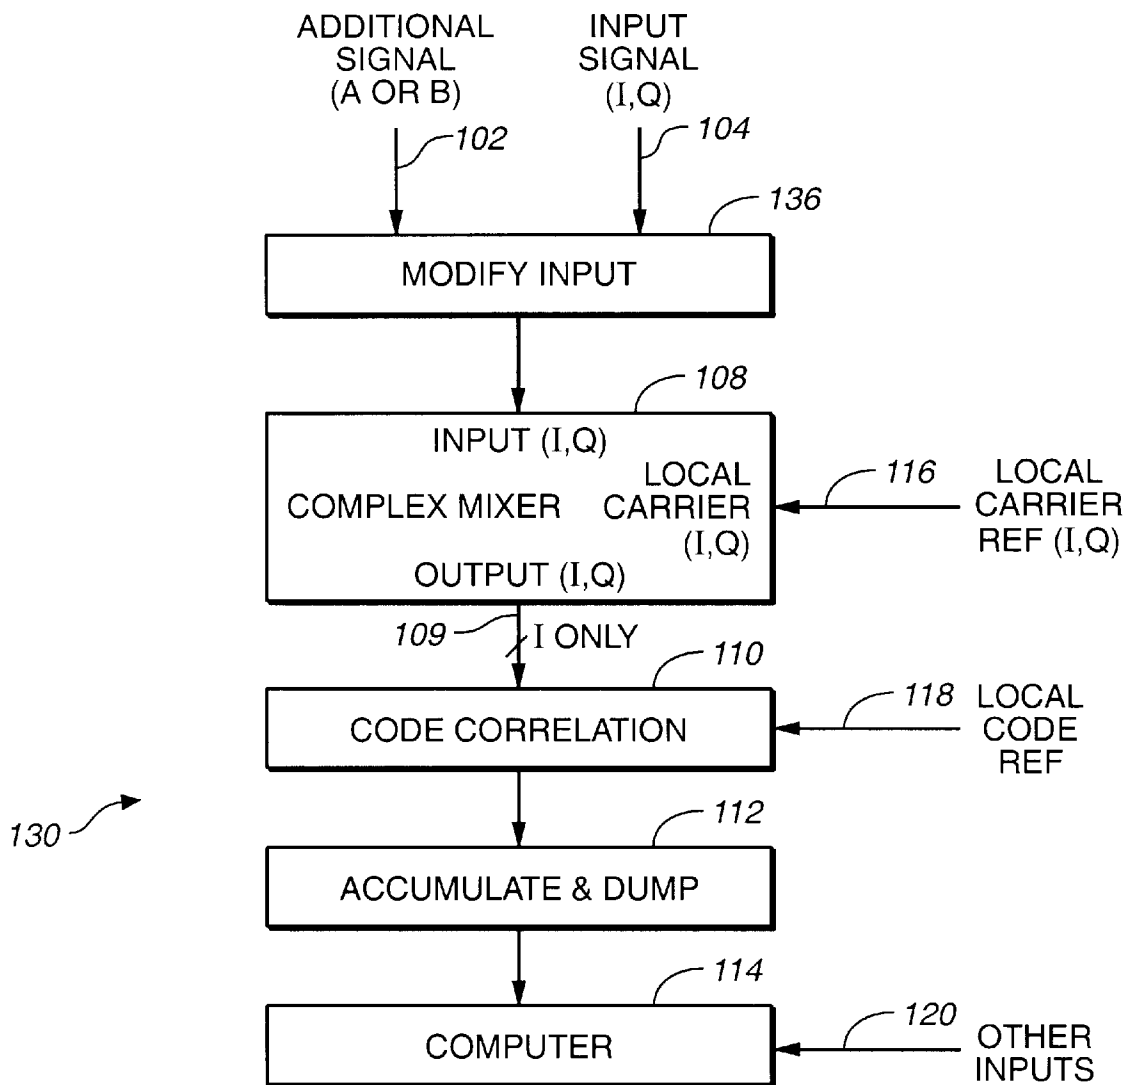 ADDITIONAL
SIGNAL
(A OR B)
INPUT
SIGNAL
(I,Q)
102
104
136
MODIFY INPUT
108
INPUT (I,Q)
COMPLEX MIXER
LOCAL
CARRIER
(I,Q)
OUTPUT (I,Q)
116
LOCAL
CARRIER
REF (I,Q)
109
I ONLY
110
CODE CORRELATION
118
LOCAL
CODE
REF
130
112
ACCUMULATE & DUMP
114
COMPUTER
120
OTHER
INPUTS